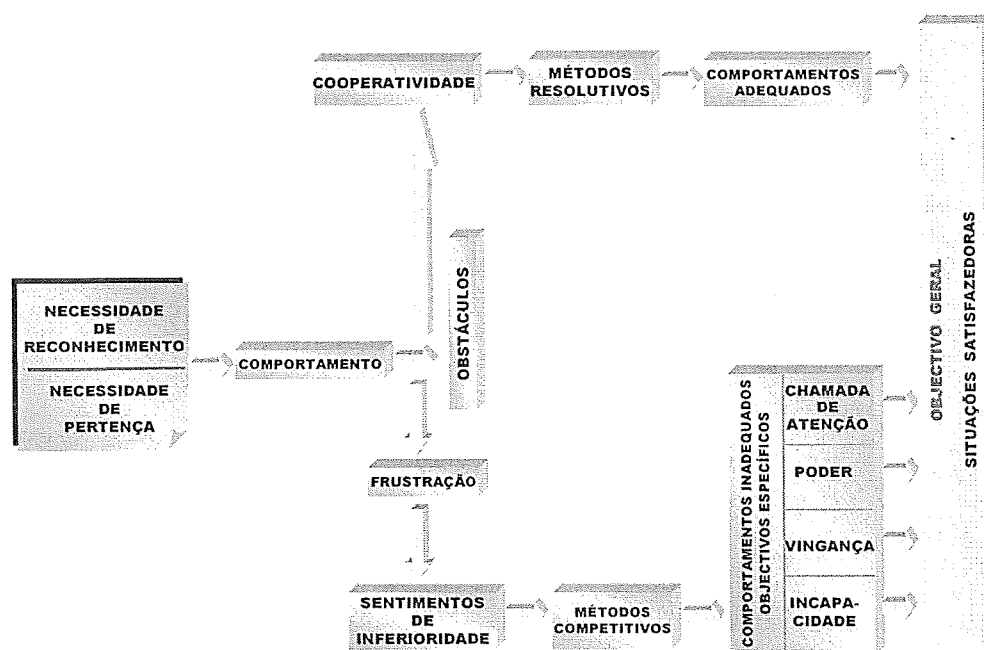 COOPERATIVIDADE
MÉTODOS
RESOLUTIVOS
COMPORTAMENTOS
ADEQUADOS
NECESSIDADE
DE
RECONHECIMENTO
NECESSIDADE
DE
PERTENÇA
COMPORTAMENTO
OBSTÁCULOS
FRUSTRAÇÃO
SENTIMENTOS
DE
INFERIORIDADE
MÉTODOS
COMPETITIVOS
COMPORTAMENTOS INADEQUADOS
OBJECTIVOS ESPECÍFICOS
CHAMADA
DE
ATENÇÃO
PODER
VINGANÇA
INCAPA-
CIDADE
OBJECTIVO GERAL
SITUAÇÕES SATISFAZEDORAS